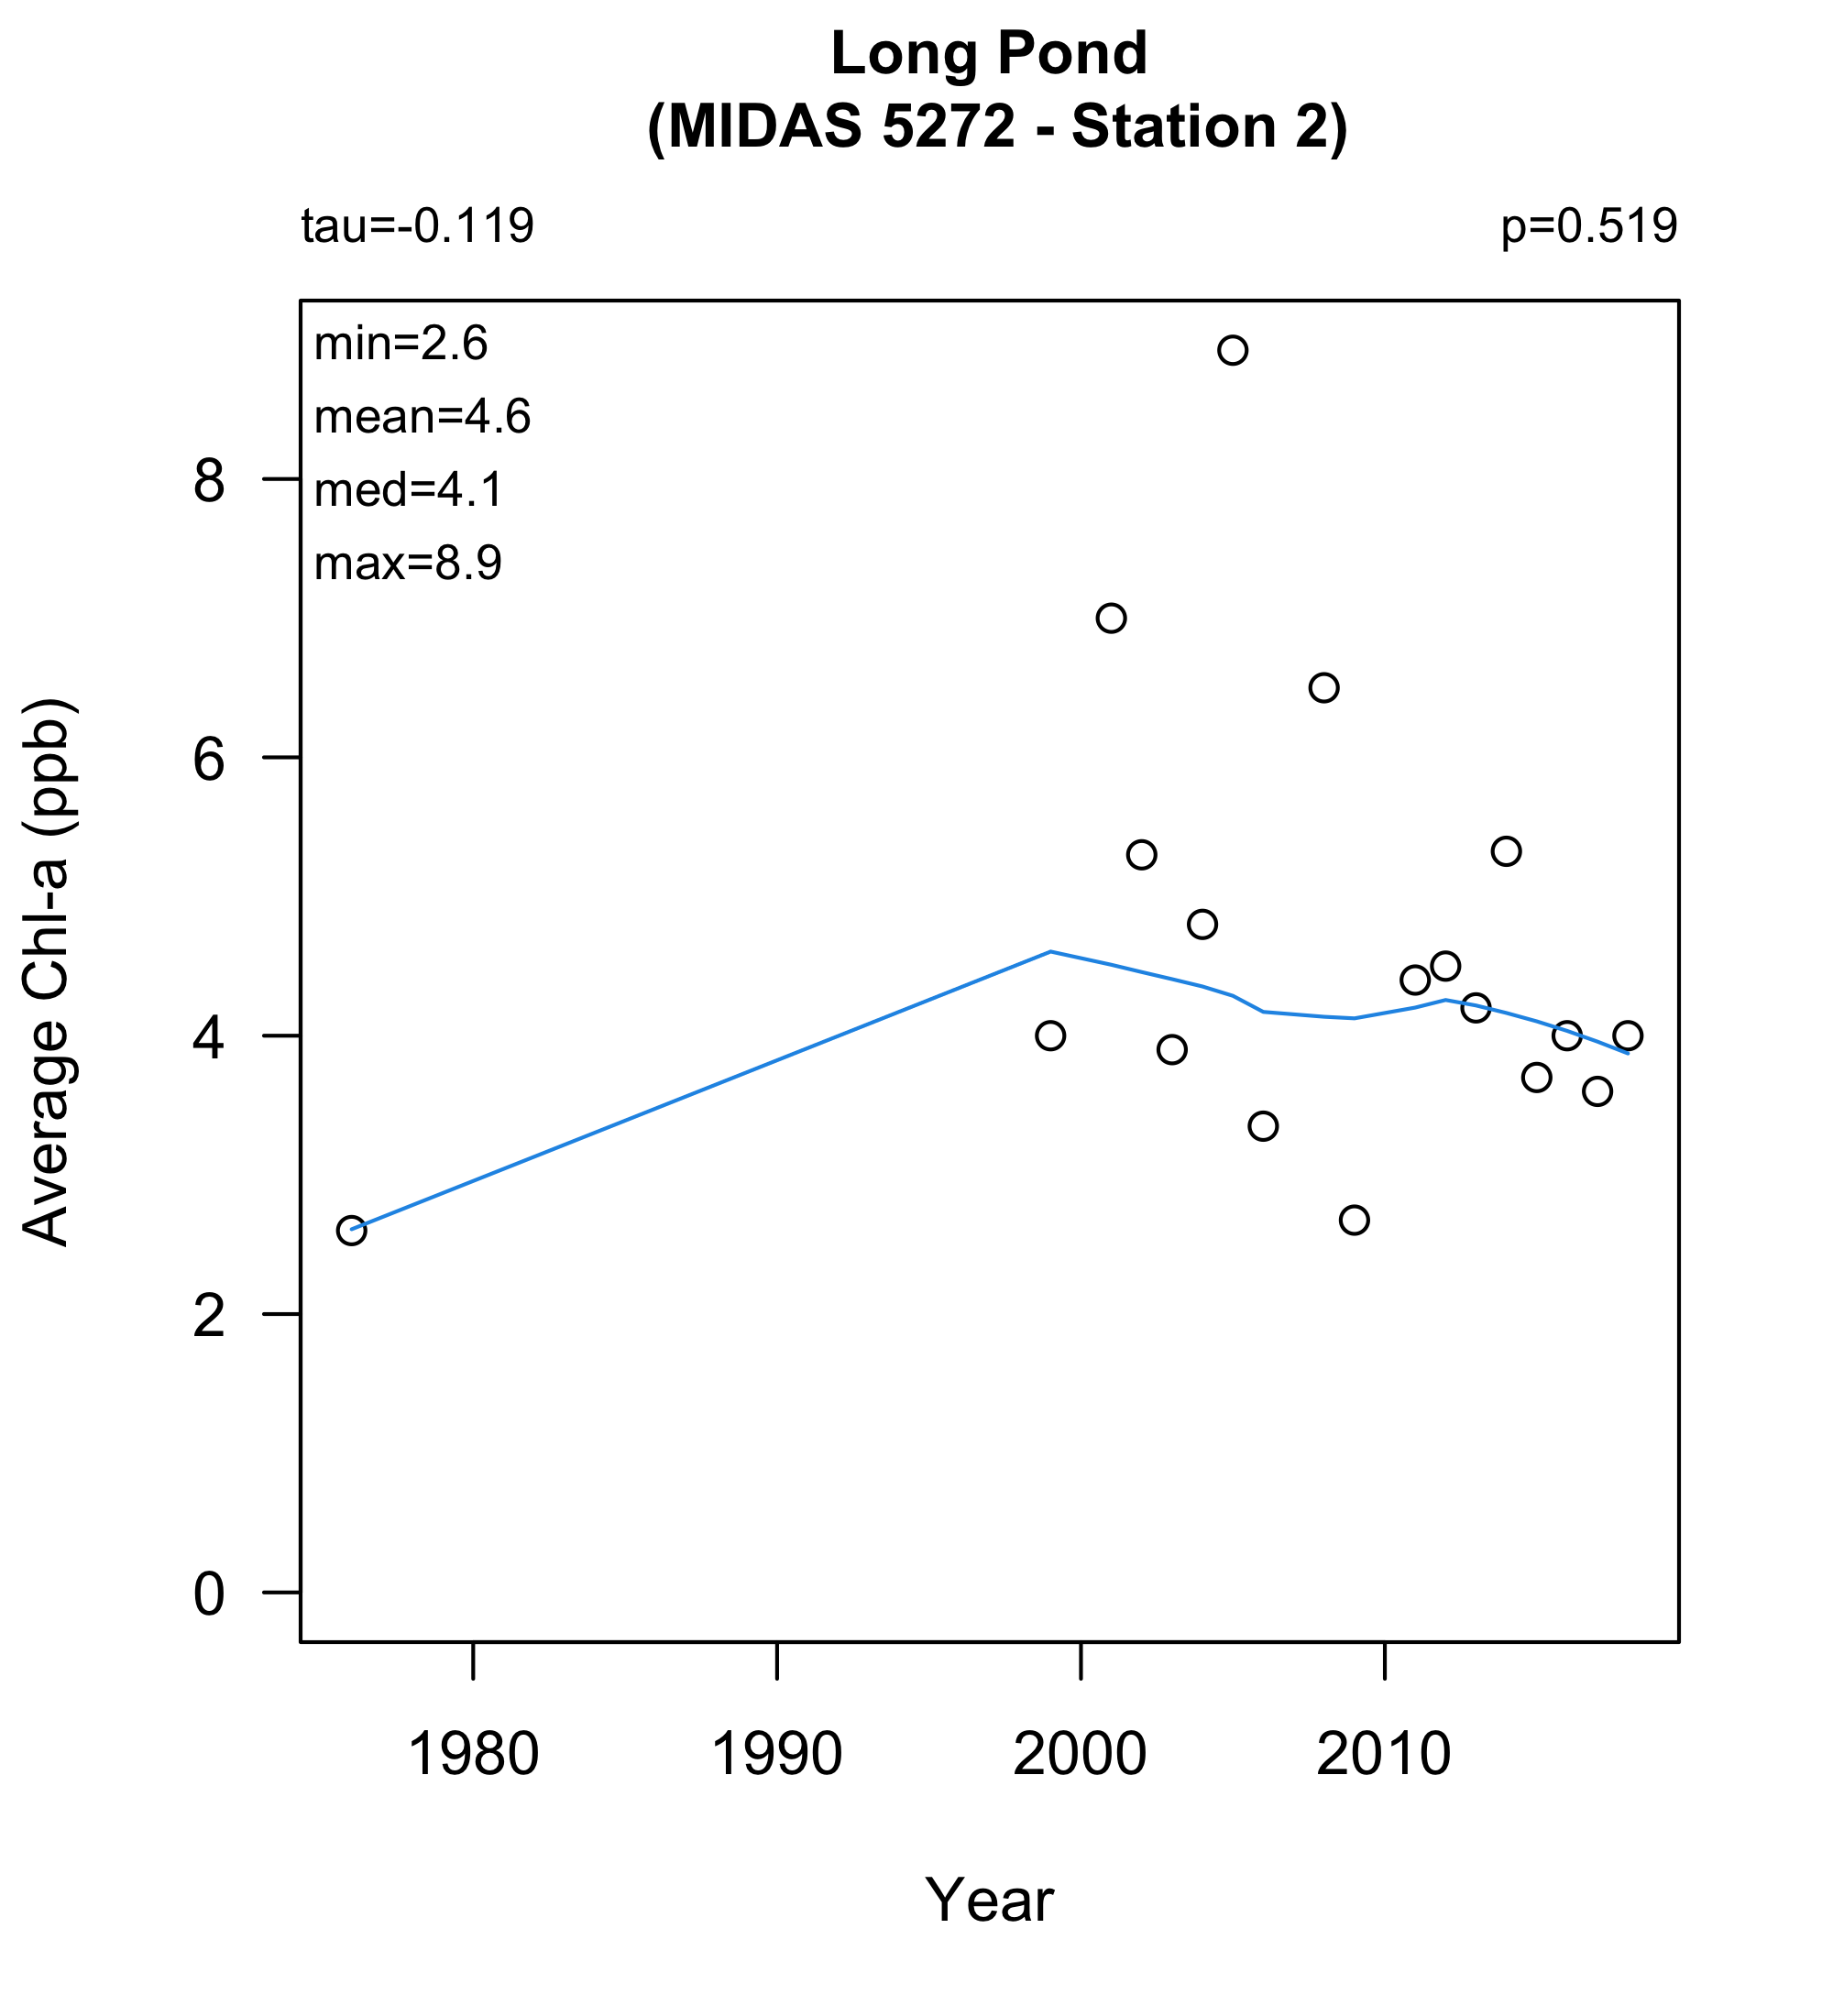 Long Pond
(MIDAS 5272 - Station 2)
tau=-0.119
p=0.519
min=2.6
mean=4.6
med=4.1
max=8.9
8
6
4
2
0
Average Chl-a (ppb)
1980
1990
2000
2010
Year